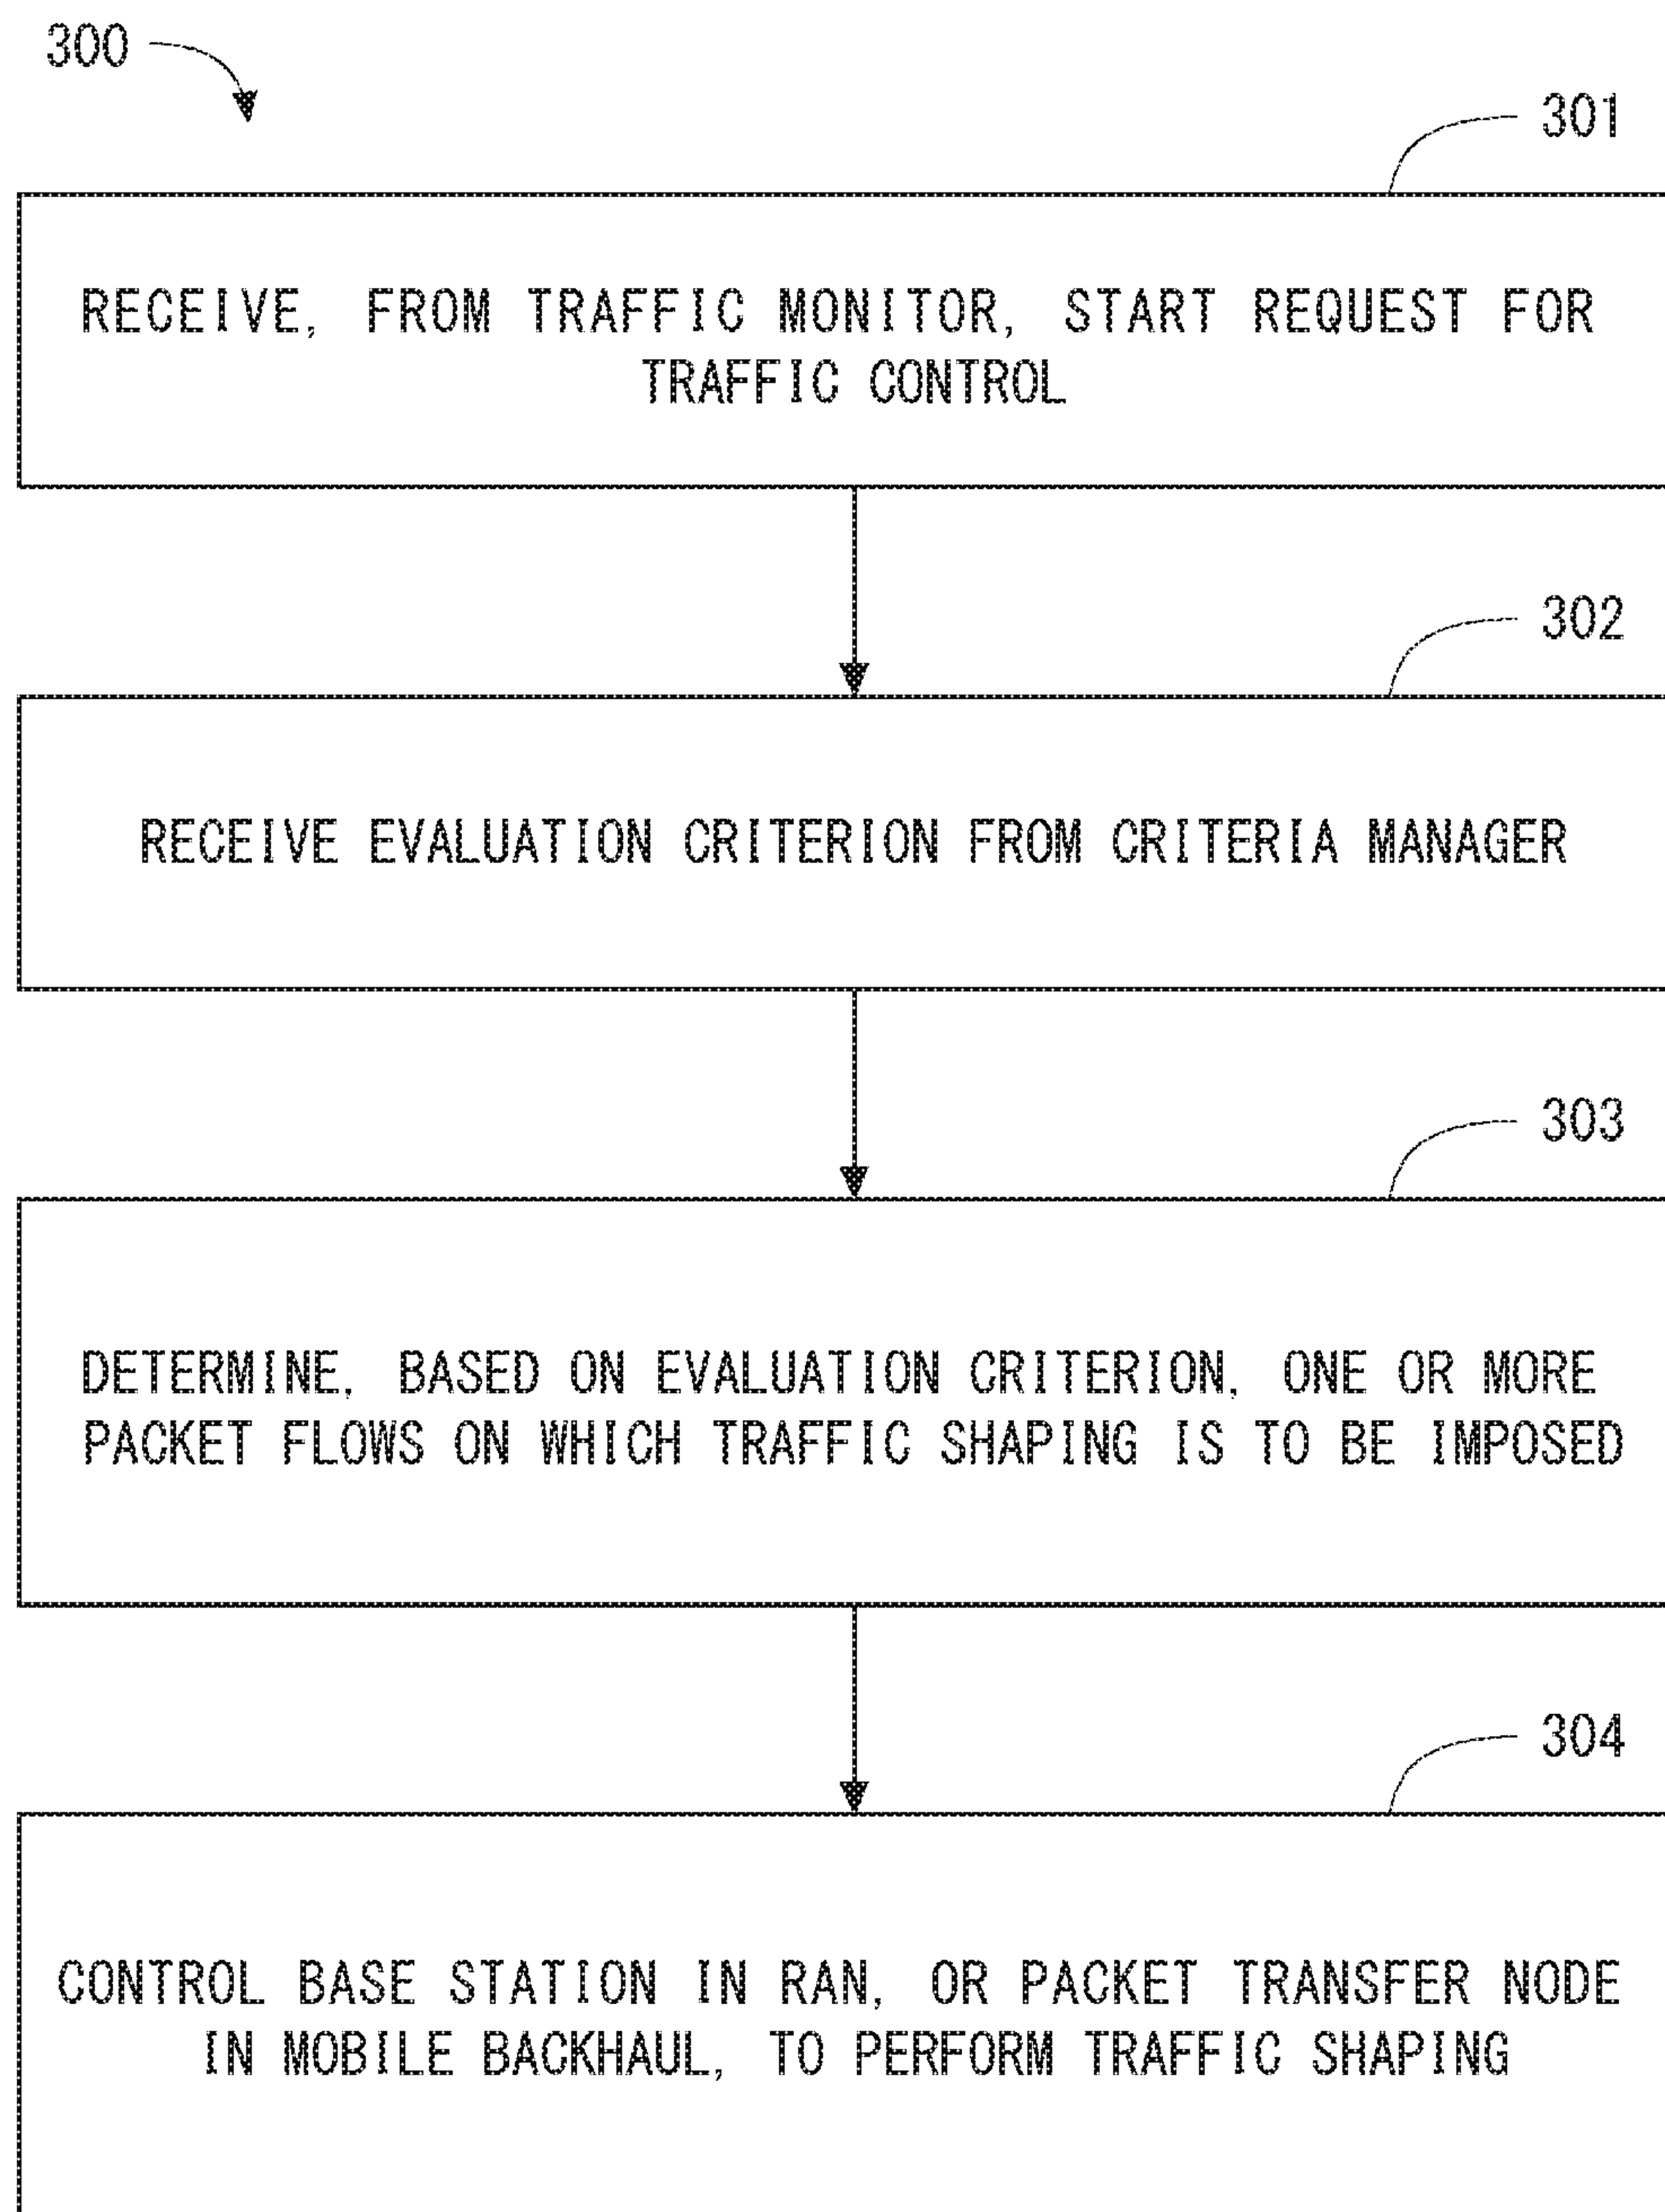 300
301
RECEIVE, FROM TRAFFIC MONITOR, START REQUEST FOR
TRAFFIC CONTROL
302
RECEIVE EVALUATION CRITERION FROM CRITERIA MANAGER
303
DETERMINE, BASED ON EVALUATION CRITERION, ONE OR MORE
PACKET FLOWS ON WHICH TRAFFIC SHAPING IS TO BE IMPOSED
304
CONTROL BASE STATION IN RAN, OR PACKET TRANSFER NODE
IN MOBILE BACKHAUL, TO PERFORM TRAFFIC SHAPING